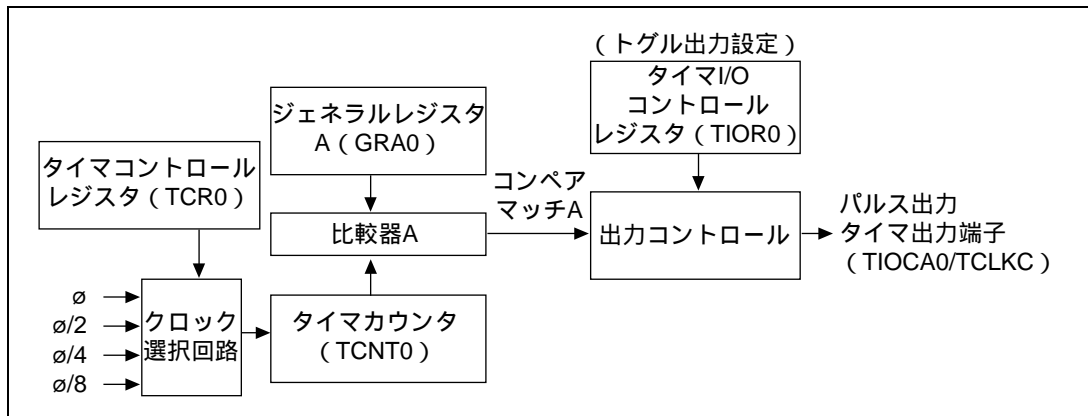 （トグル出力設定）
タイマI/O
コントロール
レジスタ（TIOR0）
ジェネラルレジスタ
A（GRA0）
タイマコントロール
レジスタ（TCR0）
コンペア
マッチA
比較器A
出力コントロール
パルス出力
タイマ出力端子
（TIOCA0/TCLKC）
ø
ø/2
ø/4
ø/8
クロック
選択回路
タイマカウンタ
（TCNT0）